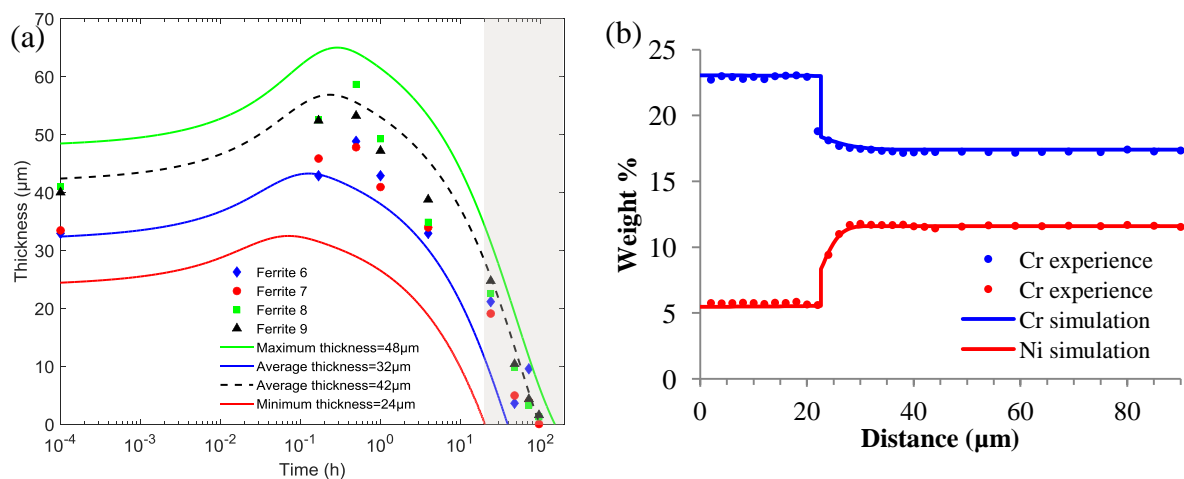 (a)
70
60
50
40
30
20
10
0
Thickness (μm)
Ferrite 6
Ferrite 7
Ferrite 8
Ferrite 9
Maximum thickness=48μm
Average thickness=32μm
Average thickness=42μm
Minimum thickness=24μm
10^-4 10^-3 10^-2 10^-1 10^0 10^1 10^2
Time (h)
(b)
25
20
15
10
5
0
Weight %
Cr experience
Cr experience
Cr simulation
Ni simulation
0 20 40 60 80
Distance (μm)